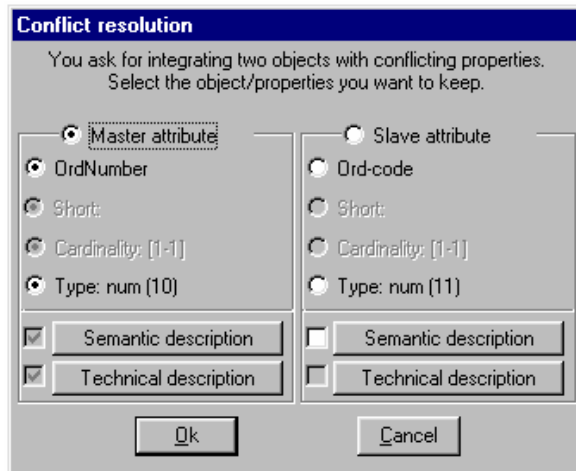 Conflict resolution
You ask for integrating two objects with conflicting properties.
Select the object/properties you want to keep.
Master attribute
OrdNumber
Short:
Cardinality: [1-1]
Type: num (10)
Semantic description
Technical description
Slave attribute
Ord-code
Short:
Cardinality: [1-1]
Type: num (11)
Semantic description
Technical description
Ok
Cancel